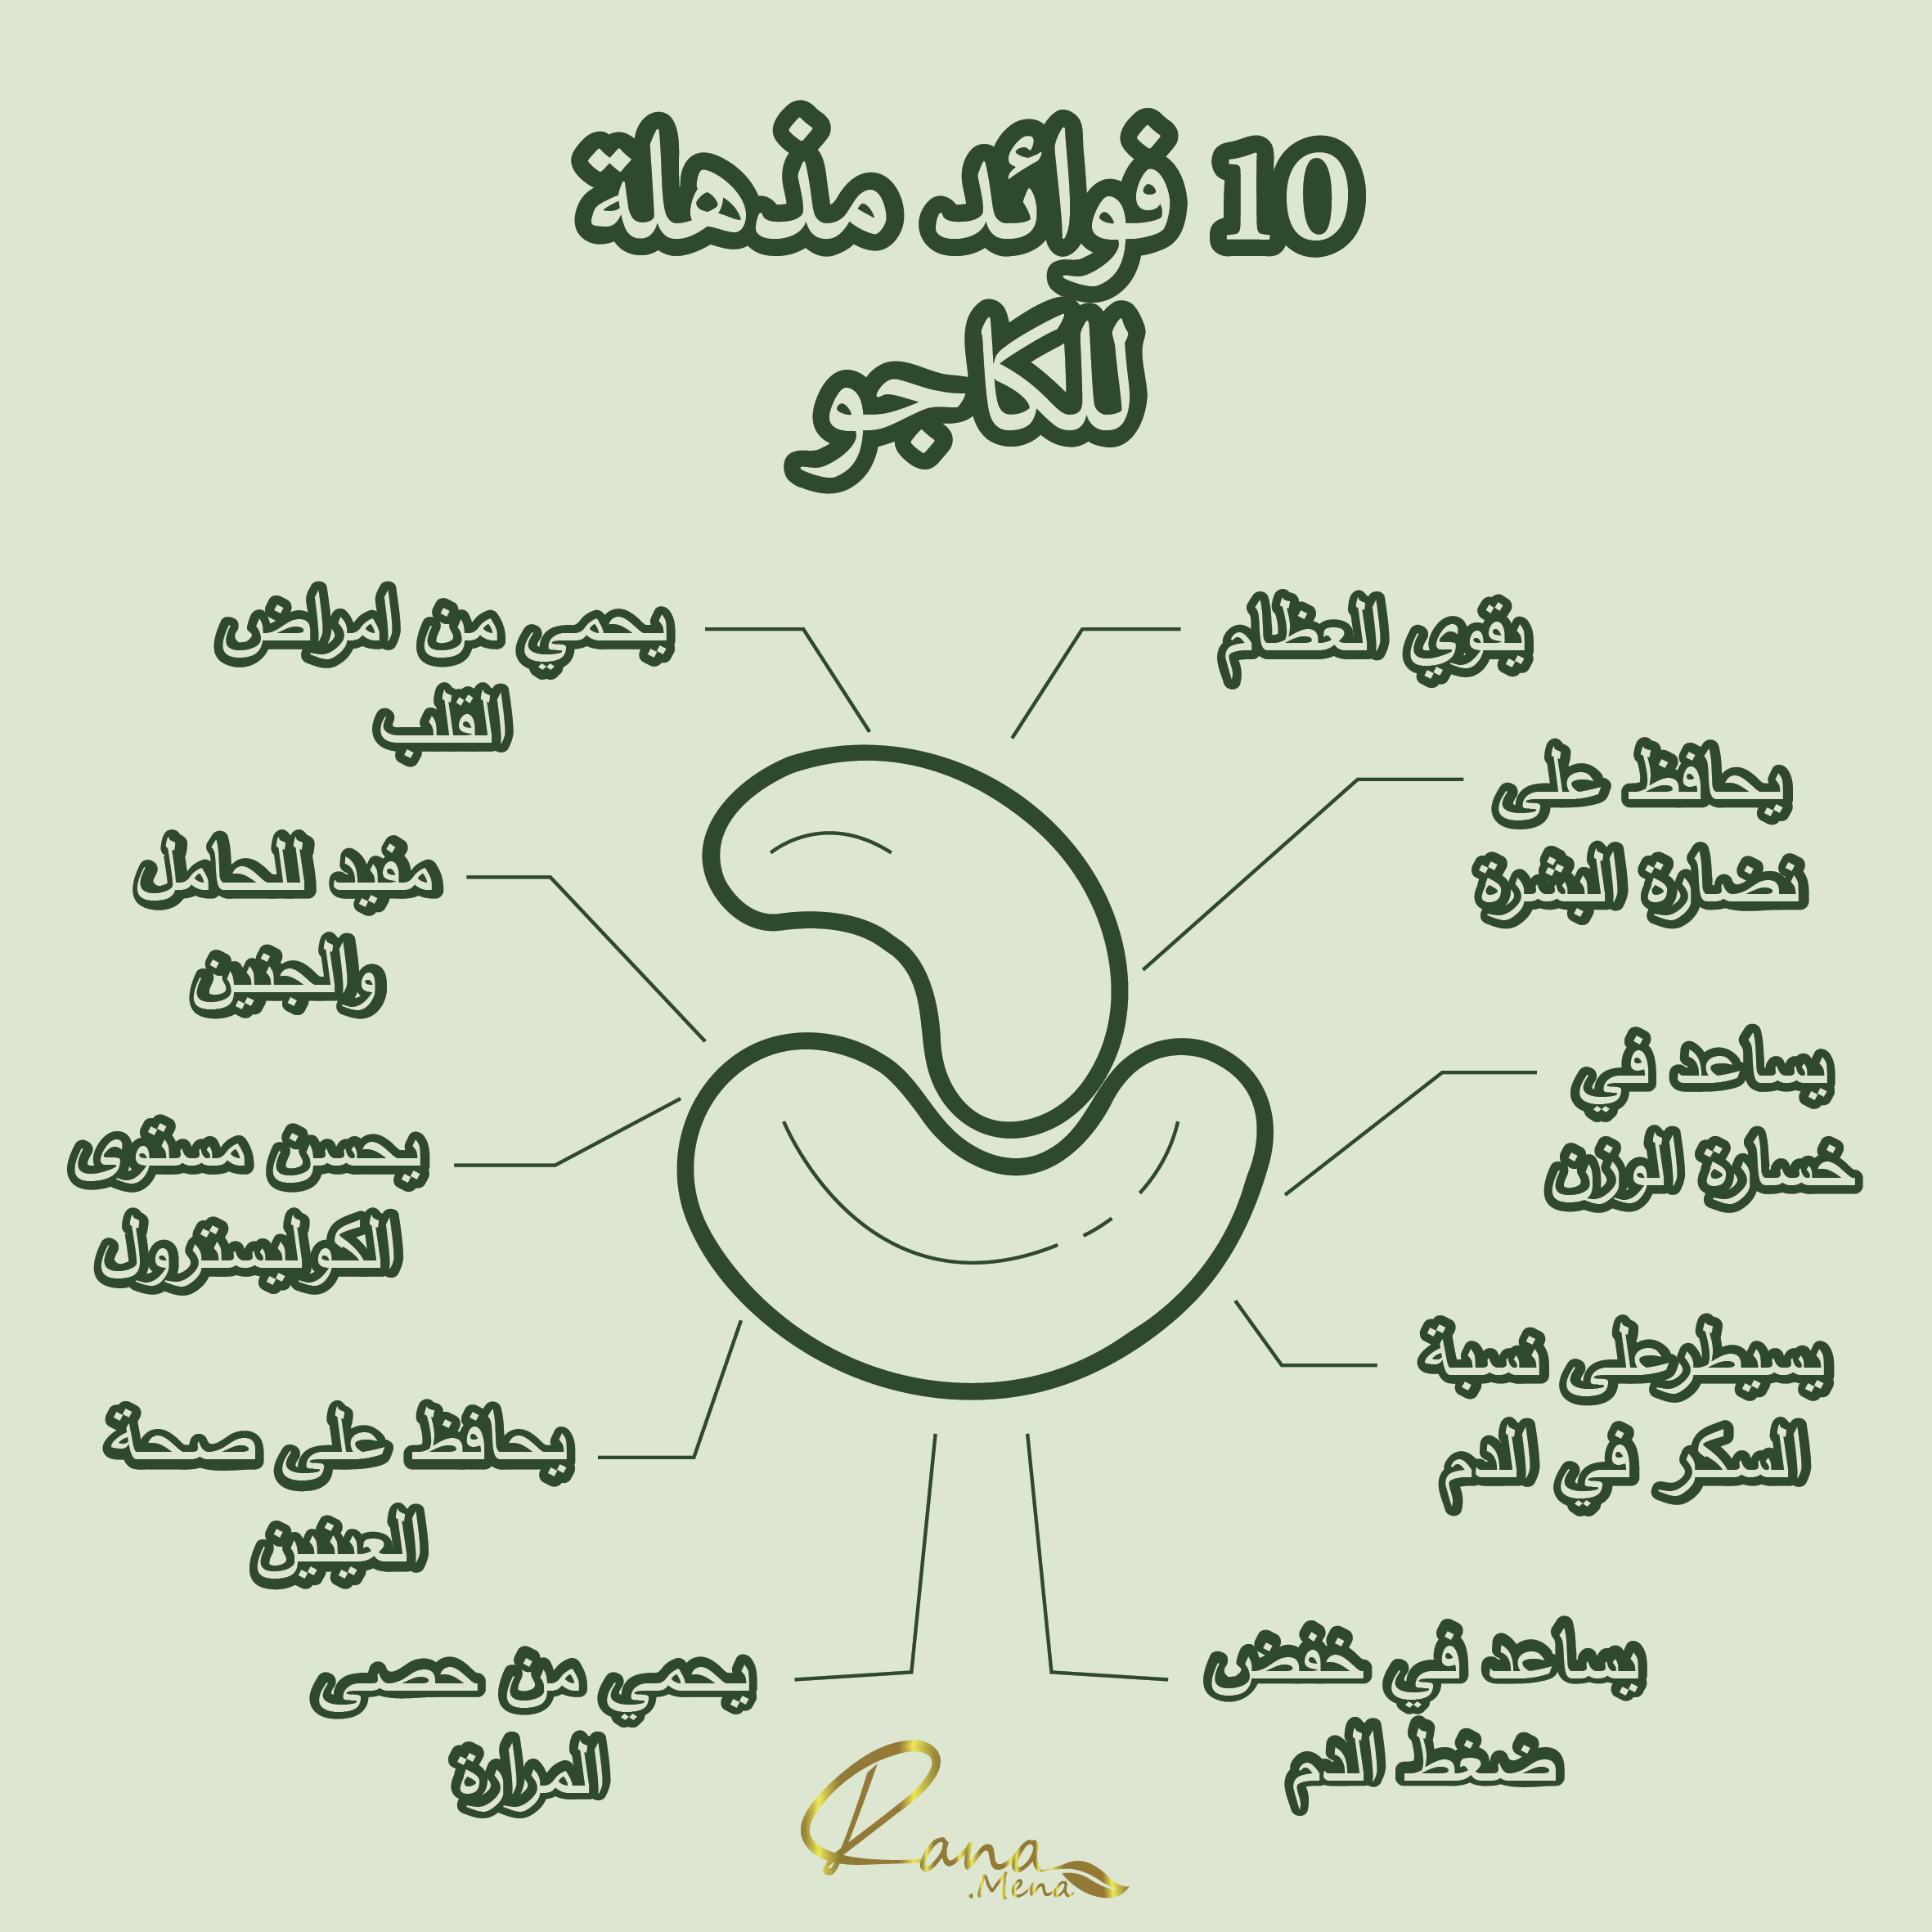 10 فوائد مذهلة
الكاجو
يقوي العظام
يحافظ على
نضارة البشرة
يساعد في
خسارة الوزن
يسيطرعلى نسبة
السكر في الدم
يساعد في خفض
ضغط الدم
يحمي من امراض
القلب
مفيد للحامل
والجنين
يحسن مستوى
الكوليسترول
يحافظ على صحة
العينين
يحمي من حصى
المرارة
Rana
.Mena